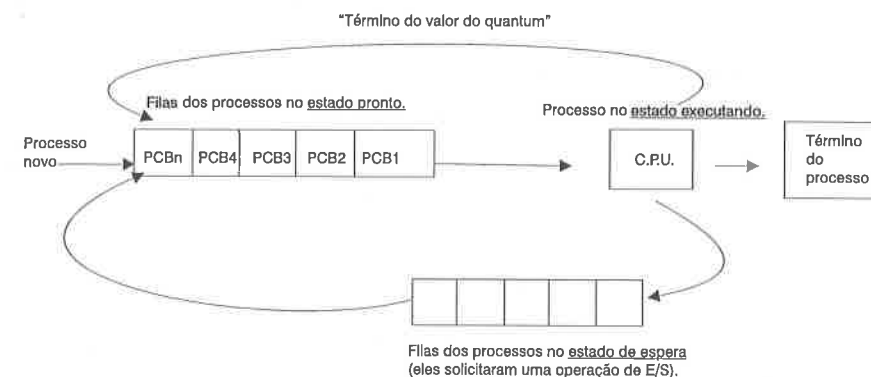 “Término do valor do quantum”
Filas dos processos no estado pronto.
Processo no estado executando.
Processo
novo
PCBn PCB4 PCB3 PCB2 PCB1
C.P.U.
Término
do
processo
Filas dos processos no estado de espera
(eles solicitaram uma operação de E/S).